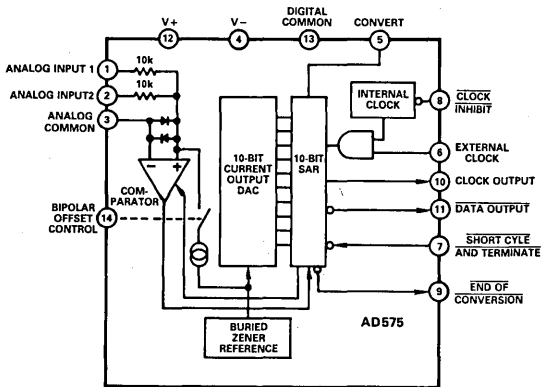 V+
12
V−
4
DIGITAL
COMMON
13
CONVERT
5
ANALOG INPUT 1
1
10k
ANALOG INPUT2
2
10k
ANALOG
COMMON
3
INTERNAL
CLOCK
8
CLOCK
INHIBIT
− +
COM-
PARATOR
10-BIT
CURRENT
OUTPUT
DAC
10-BIT
SAR
6
EXTERNAL
CLOCK
10
CLOCK OUTPUT
BIPOLAR
OFFSET
CONTROL
14
11
DATA OUTPUT
7
SHORT CYLE
AND TERMINATE
9
END OF
CONVERSION
BURIED
ZENER
REFERENCE
AD575